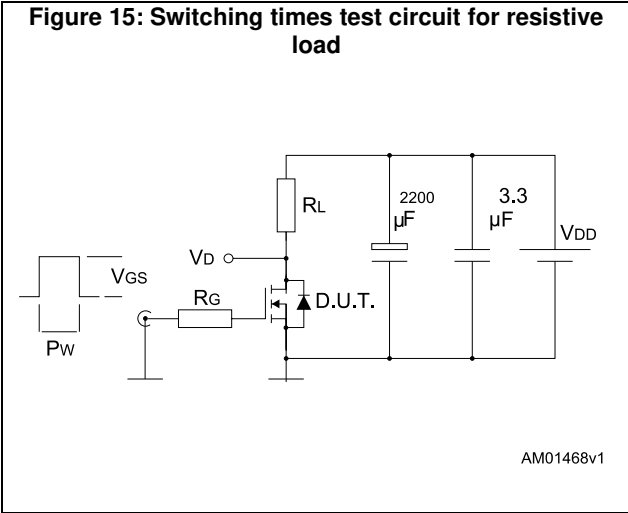 Figure 15: Switching times test circuit for resistive
load
RL
2200
µF
3.3
µF
VDD
VD
VGS
RG
D.U.T.
PW
AM01468v1